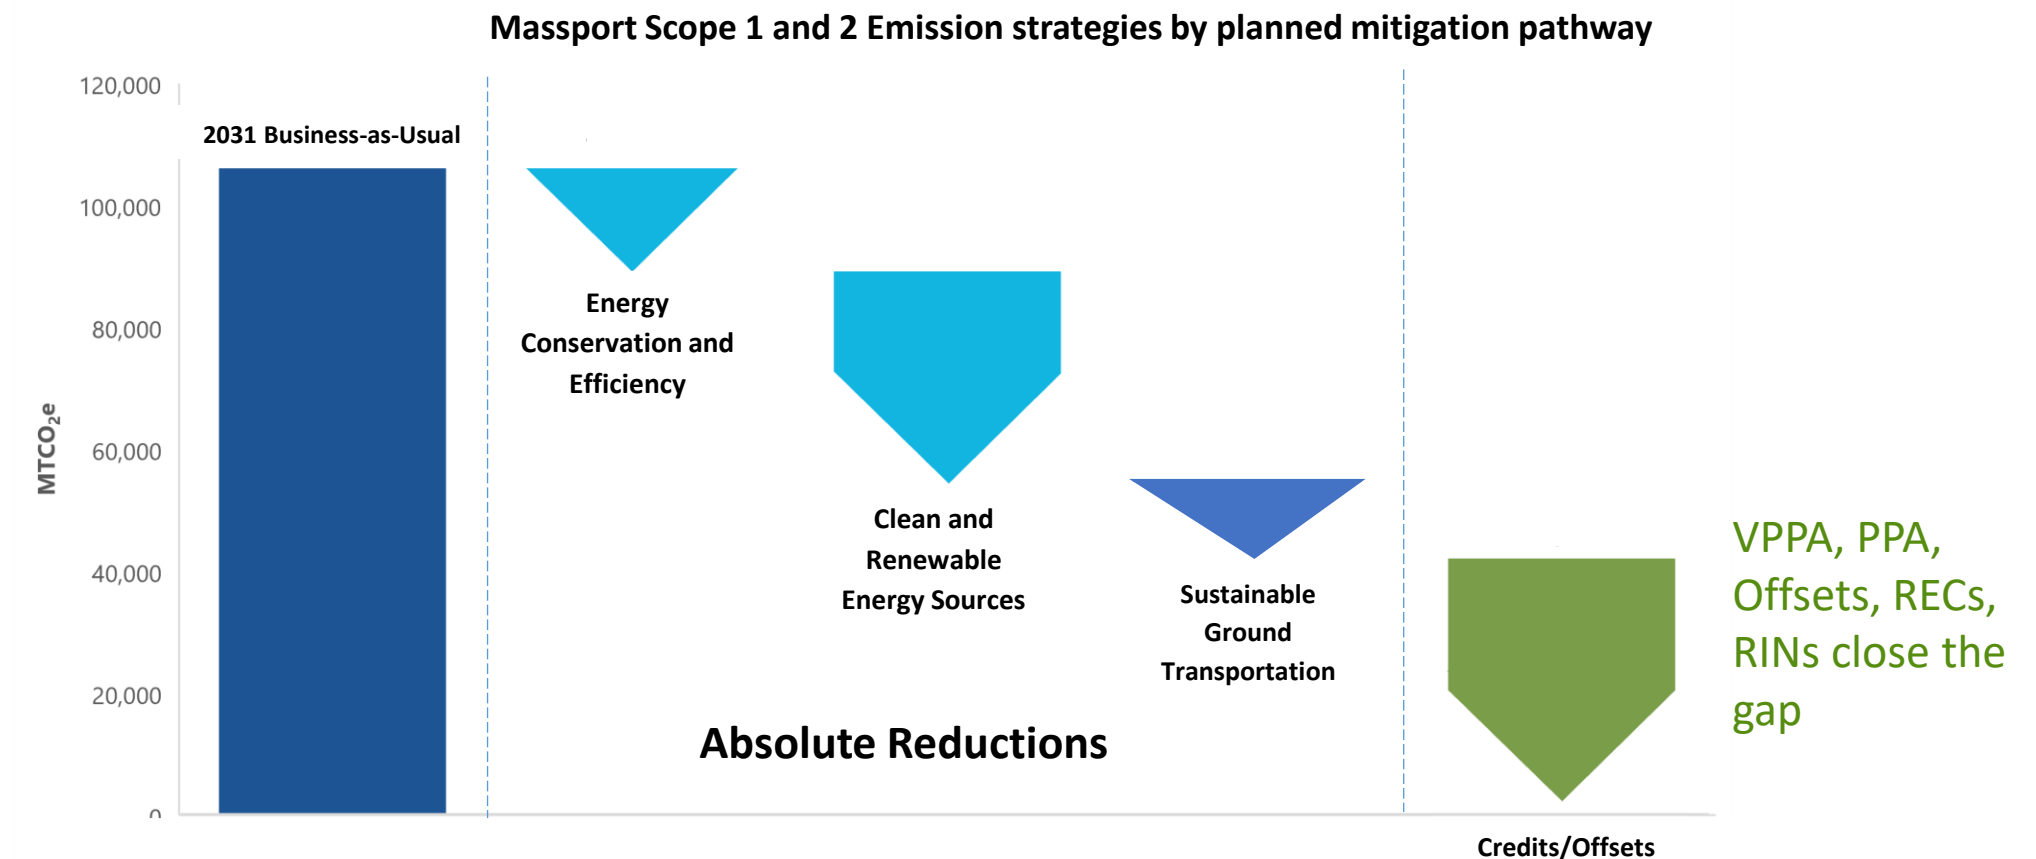 Massport Scope 1 and 2 Emission strategies by planned mitigation pathway
120,000
100,000
80,000
60,000
40,000
20,000
0
MTCO₂e
2031 Business-as-Usual
Energy
Conservation and
Efficiency
Clean and
Renewable
Energy Sources
Sustainable
Ground
Transportation
Absolute Reductions
VPPA, PPA,
Offsets, RECs,
RINs close the
gap
Credits/Offsets